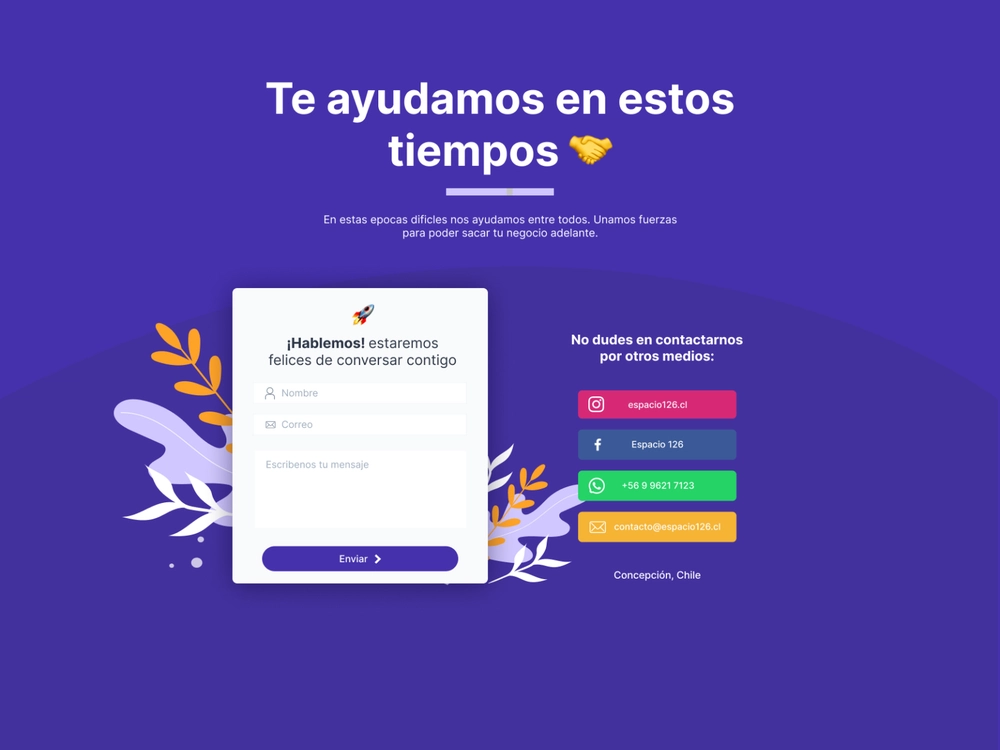 Te ayudamos en estos
tiempos
En estas epocas dificles nos ayudamos entre todos. Unamos fuerzas
para poder sacar tu negocio adelante.
¡Hablemos! estaremos
felices de conversar contigo
Nombre
Correo
Escribenos tu mensaje
Enviar
No dudes en contactarnos
por otros medios:
espacio126.cl
Espacio 126
+56 9 9621 7123
contacto@espacio126.cl
Concepción, Chile